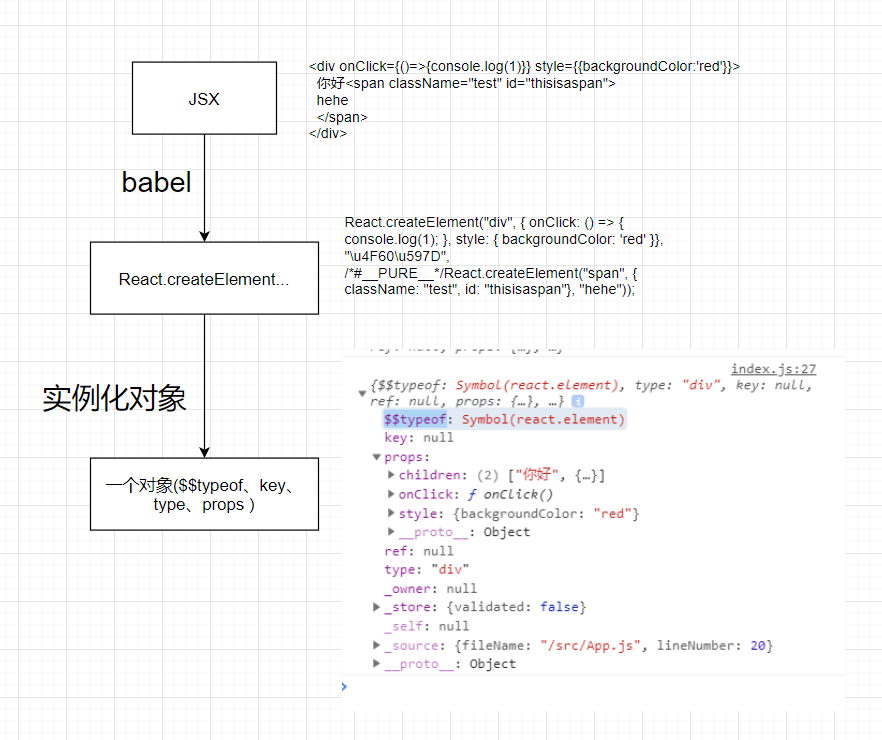 JSX
<div onClick={()=>{console.log(1)}} style={{backgroundColor:'red'}}>
你好<span className="test" id="thisisaspan">
hehe
</span>
</div>
babel
React.createElement...
React.createElement("div", { onClick: () => {
console.log(1); }, style: { backgroundColor: 'red' }},
"\u4F60\u597D",
/*#__PURE__*/React.createElement("span", {
className: "test", id: "thisisaspan"}, "hehe"));
实例化对象
一个对象($$typeof、key、
type、props )
index.js:27
{$$typeof: Symbol(react.element), type: "div", key: null,
ref: null, props: {…}, …}
$$typeof: Symbol(react.element)
key: null
props:
children: (2) ["你好", {…}]
onClick: ƒ onClick()
style: {backgroundColor: "red"}
__proto__: Object
ref: null
type: "div"
_owner: null
_store: {validated: false}
_self: null
_source: {fileName: "/src/App.js", lineNumber: 20}
__proto__: Object